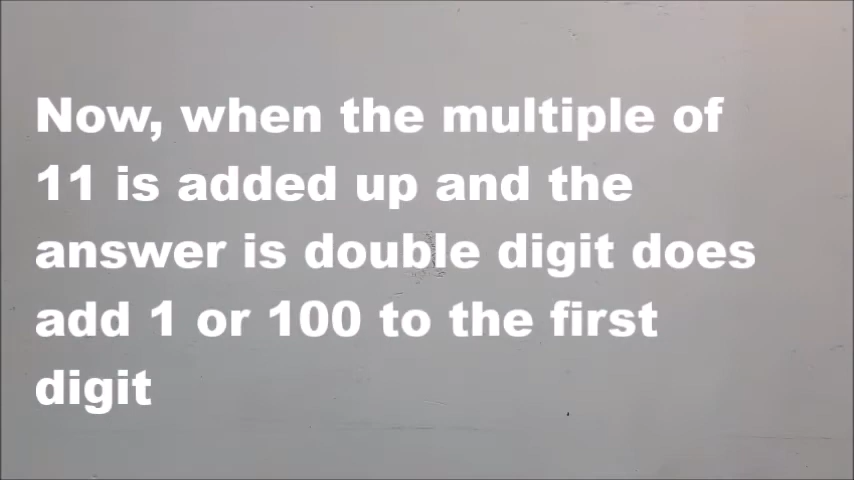 Now, when the multiple of
11 is added up and the
answer is double digit does
add 1 or 100 to the first
digit